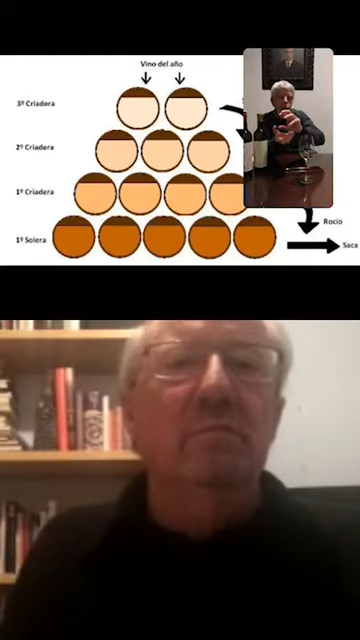 Vino del año
3º Criadera
2º Criadera
1º Criadera
1º Solera
Rocío
Saca